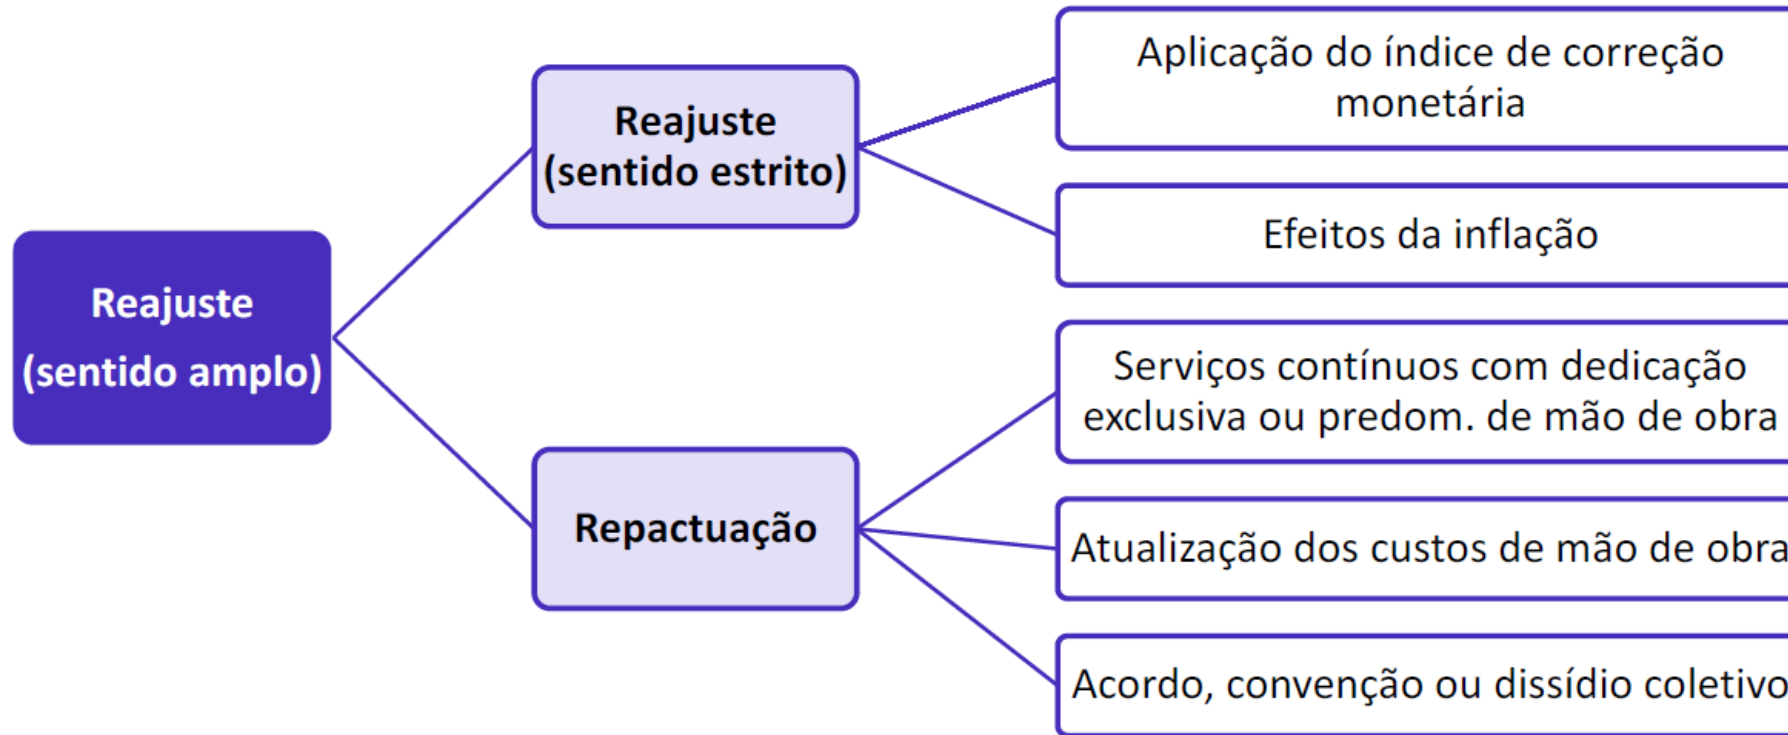 Reajuste
(sentido amplo)
Reajuste
(sentido estrito)
Aplicação do índice de correção
monetária
Efeitos da inflação
Repactuação
Serviços contínuos com dedicação
exclusiva ou predom. de mão de obra
Atualização dos custos de mão de obra
Acordo, convenção ou dissídio coletivo